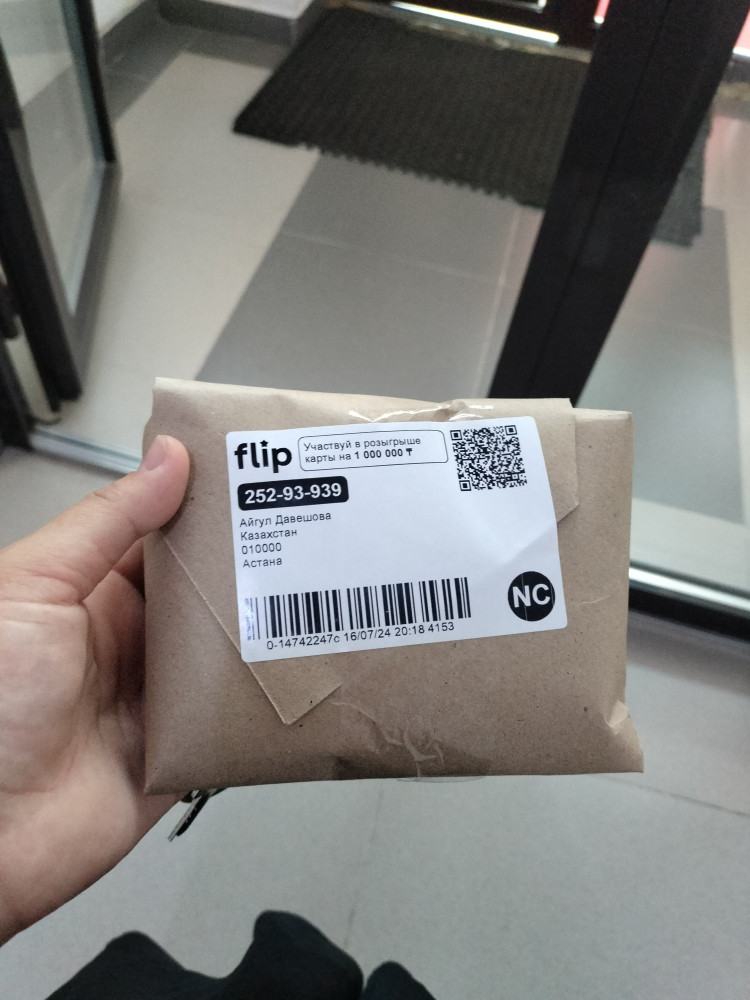 flip
Участвуй в розыгрыше
карты на 1 000 000 ₸
252-93-939
Айгул Давешова
Казахстан
010000
Астана
NC
0-14742247c 16/07/24 20:18 4153